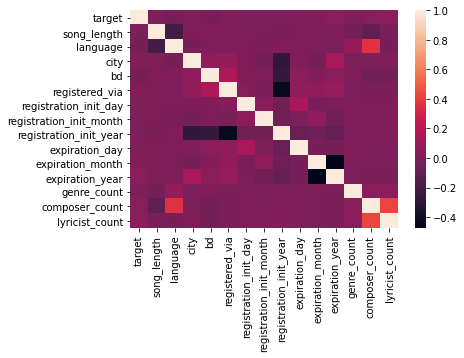 target
song_length
language
city
bd
registered_via
registration_init_day
registration_init_month
registration_init_year
expiration_day
expiration_month
expiration_year
genre_count
composer_count
lyricist_count
target
song_length
language
city
bd
registered_via
registration_init_day
registration_init_month
registration_init_year
expiration_day
expiration_month
expiration_year
genre_count
composer_count
lyricist_count
1.0
0.8
0.6
0.4
0.2
0.0
−0.2
−0.4